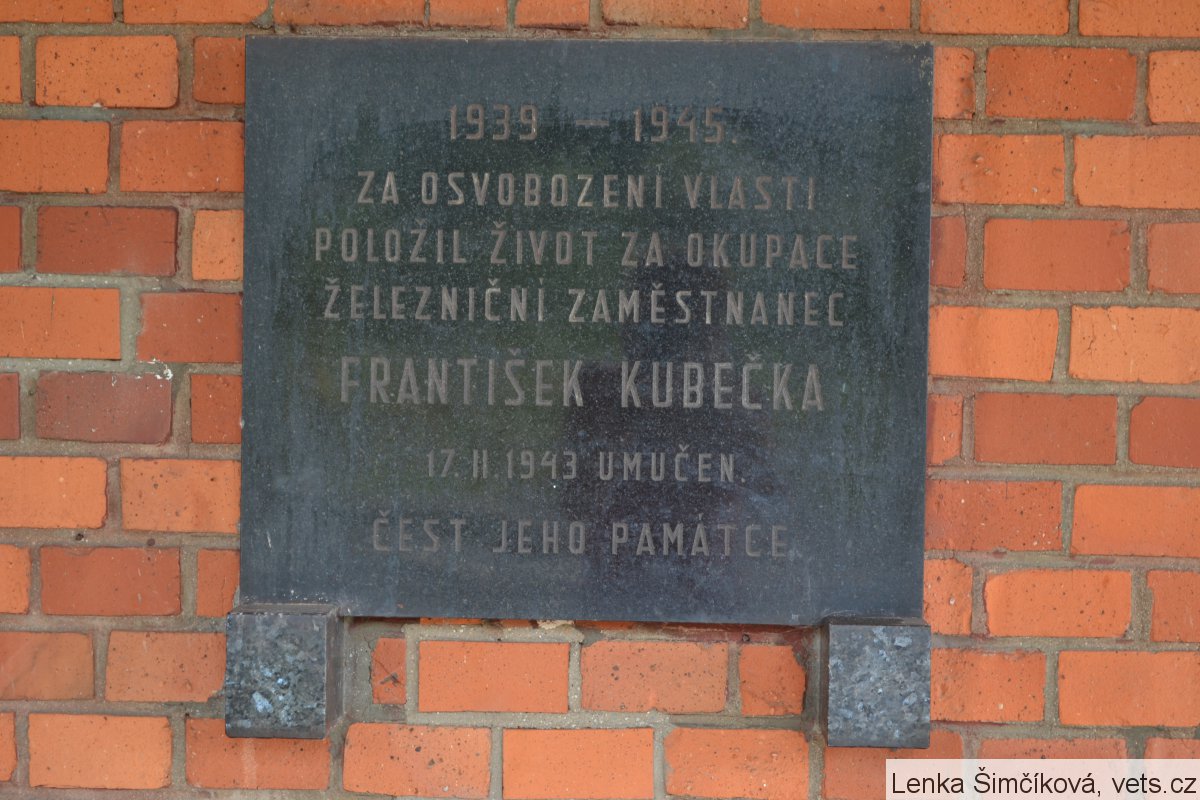 1939 — 1945.
ZA OSVOBOZENÍ VLASTI
POLOŽIL ŽIVOT ZA OKUPACE
ŽELEZNIČNÍ ZAMĚSTNANEC
FRANTIŠEK KUBEČKA
17. II. 1943 UMUČEN.
ČEST JEHO PAMÁTCE
Lenka Šimčíková, vets.cz